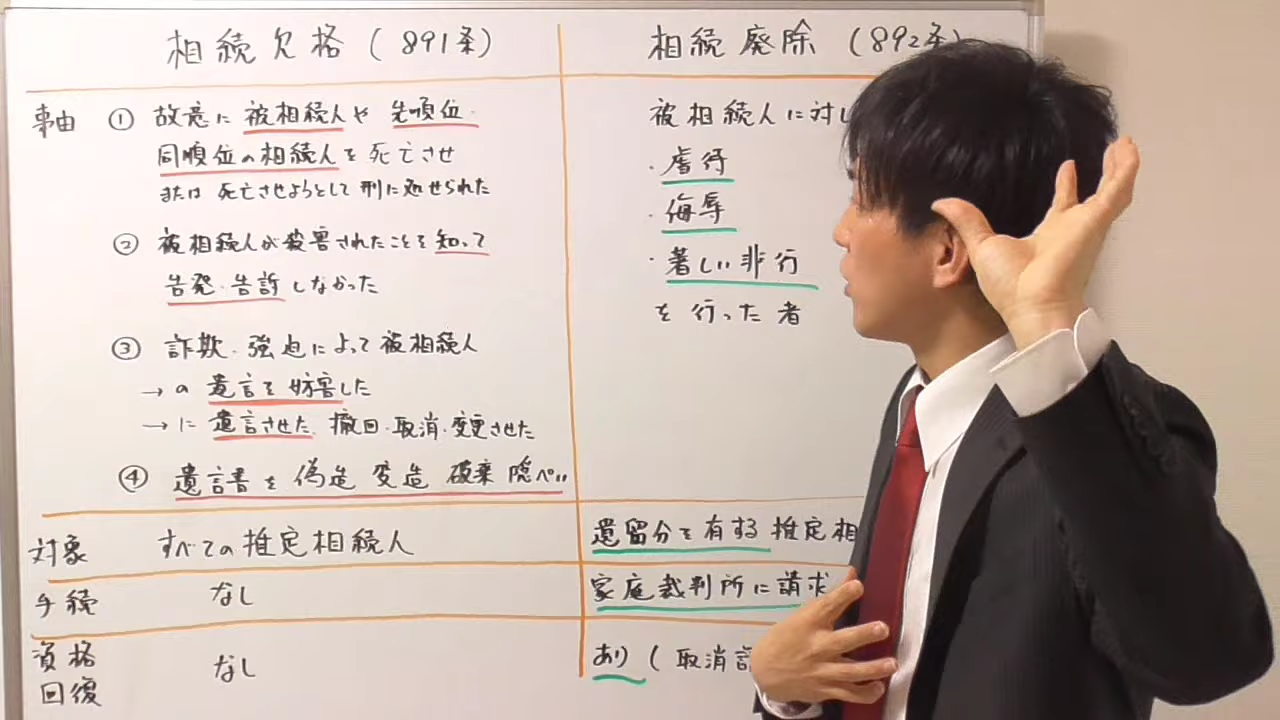 相続欠格(891条)
相続廃除(892条)
事由
① 故意に被相続人や先順位・
同順位の相続人を死亡させ
または死亡させようとして刑に処せられた
② 被相続人が殺害されたことを知って
告発・告訴しなかった
③ 詐欺・強迫によって被相続人
→の遺言を妨害した
→に遺言させた、撤回・取消・変更させた
④ 遺言書を偽造 変造 破棄 隠ぺい
被相続人に対し
・虐待
・侮辱
・著しい非行
を行った者
対象
すべての推定相続人
遺留分を有する推定相
手続
なし
家庭裁判所に請求
資格
回復
なし
あり(取消請